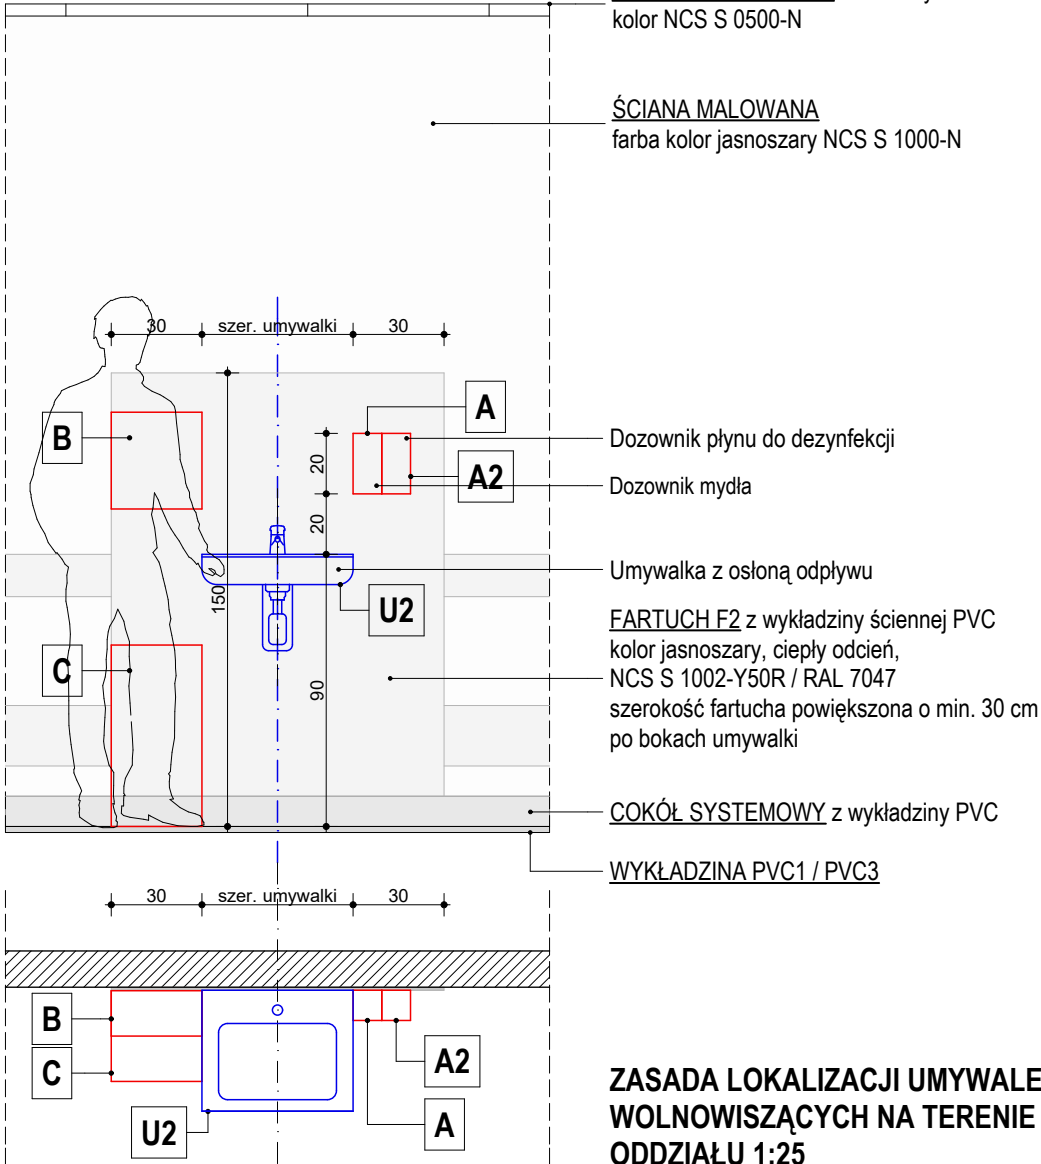 kolor NCS S 0500-N
ŚCIANA MALOWANA
farba kolor jasnoszary NCS S 1000-N
30 szer. umywalki 30
A
B
A2
20
20
150
90
U2
C
Dozownik płynu do dezynfekcji
Dozownik mydła
Umywalka z osłoną odpływu
FARTUCH F2 z wykładziny ściennej PVC
kolor jasnoszary, ciepły odcień,
NCS S 1002-Y50R / RAL 7047
szerokość fartucha powiększona o min. 30 cm
po bokach umywalki
COKÓŁ SYSTEMOWY z wykładziny PVC
WYKŁADZINA PVC1 / PVC3
30 szer. umywalki 30
B
C
A2
A
U2
ZASADA LOKALIZACJI UMYWALE
WOLNOWISZĄCYCH NA TERENIE
ODDZIAŁU 1:25